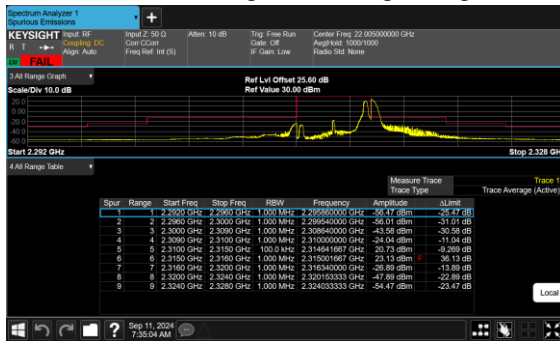 Spectrum Analyzer 1
Spurious Emissions
+
KEYSIGHT Input: RF Input Z: 50 Ω Atten: 10 dB Trig: Free Run Center Freq: 22.005000000 GHz
R T Coupling: DC Corr CCorr Gate: Off Avg|Hold: 1000/1000
Align: Auto Freq Ref: Int (S) IF Gain: Low Radio Std: None
FAIL
3 All Range Graph
Ref Lvl Offset 25.60 dB
Scale/Div 10.0 dB Ref Value 30.00 dBm
20.0
0.00
-20.0
-40.0
-60.0
Start 2.292 GHz Stop 2.328 GH
4 All Range Table
Measure Trace Trace 1
Trace Type Trace Average (Active)
Spur Range Start Freq Stop Freq RBW Frequency Amplitude ΔLimit
1 1 2.2920 GHz 2.2960 GHz 1.000 MHz 2.295860000 GHz -56.47 dBm -25.47 dB
2 2 2.2960 GHz 2.3000 GHz 1.000 MHz 2.299540000 GHz -56.01 dBm -31.01 dB
3 3 2.3000 GHz 2.3090 GHz 1.000 MHz 2.308640000 GHz -43.58 dBm -30.58 dB
4 4 2.3090 GHz 2.3100 GHz 1.000 MHz 2.310000000 GHz -24.04 dBm -11.04 dB
5 5 2.3100 GHz 2.3150 GHz 100.0 kHz 2.314641667 GHz 20.73 dBm -9.269 dB
6 6 2.3150 GHz 2.3160 GHz 1.000 MHz 2.315001667 GHz 23.13 dBm F 36.13 dB
7 7 2.3160 GHz 2.3200 GHz 1.000 MHz 2.316340000 GHz -26.89 dBm -13.89 dB
8 8 2.3200 GHz 2.3240 GHz 1.000 MHz 2.320153333 GHz -47.89 dBm -22.89 dB
9 9 2.3240 GHz 2.3280 GHz 1.000 MHz 2.324033333 GHz -54.47 dBm -23.47 dB
Local
? Sep 11, 2024
7:35:04 AM